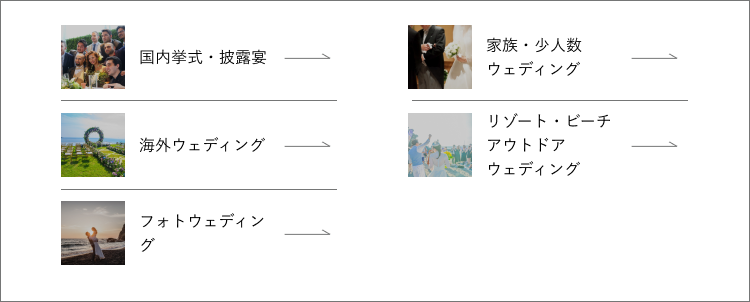 国内挙式・披露宴
家族・少人数
ウェディング
海外ウェディング
リゾート・ビーチ
アウトドア
ウェディング
フォトウェディン
グ